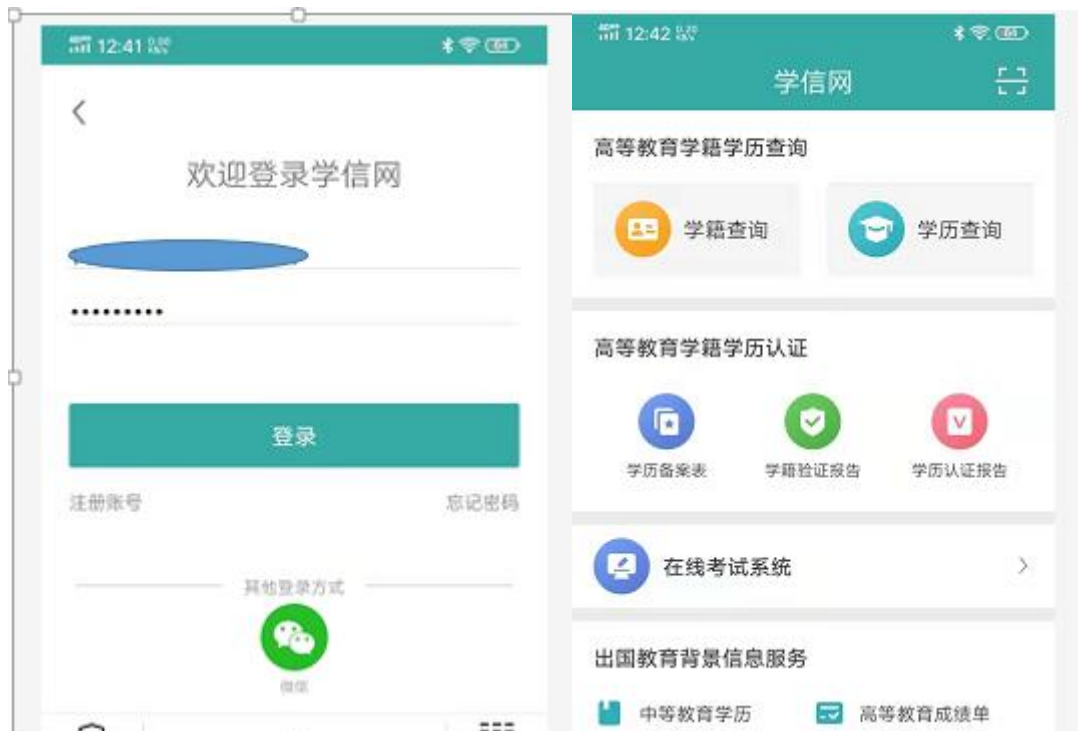 12:41
欢迎登录学信网
•••••••••
登录
注册账号 忘记密码
其他登录方式
微信
12:42
学信网
高等教育学籍学历查询
学籍查询 学历查询
高等教育学籍学历认证
学历备案表 学籍验证报告 学历认证报告
在线考试系统
出国教育背景信息服务
中等教育学历 高等教育成绩单